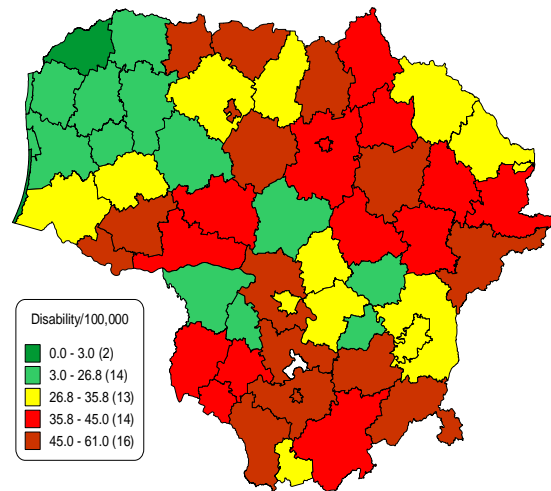 Disability/100,000
0.0 - 3.0 (2)
3.0 - 26.8 (14)
26.8 - 35.8 (13)
35.8 - 45.0 (14)
45.0 - 61.0 (16)